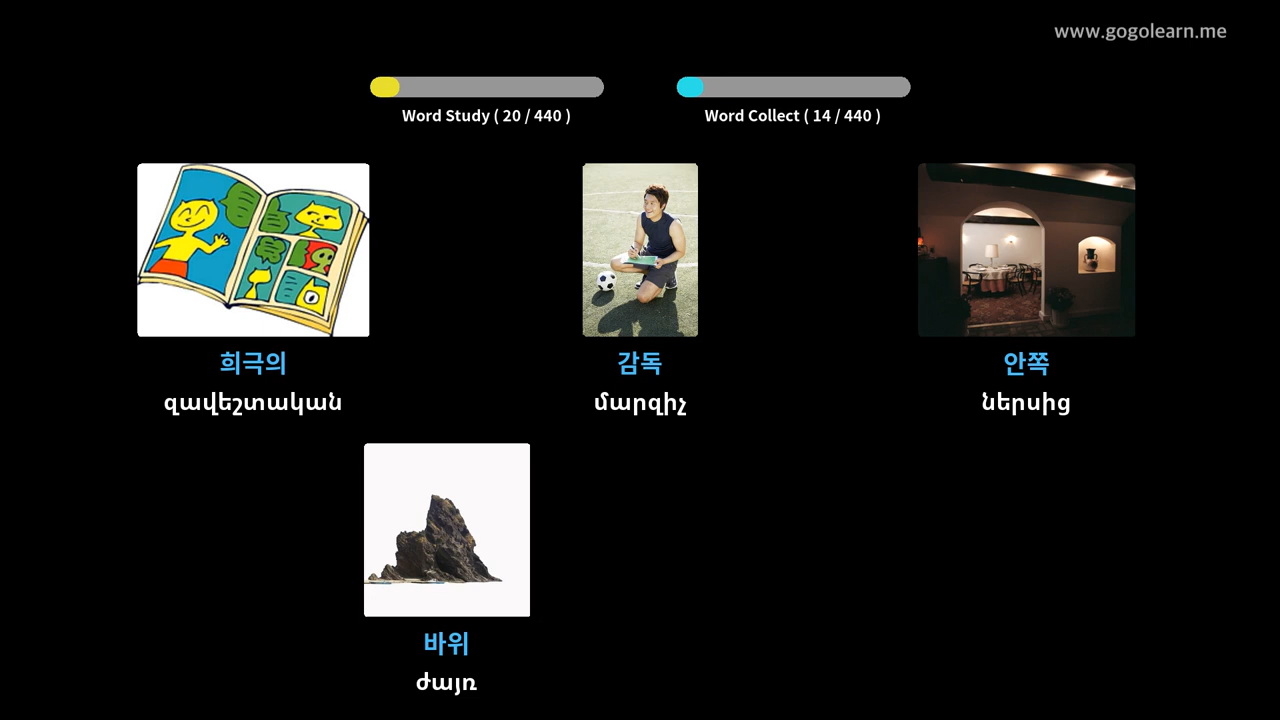 www.gogolearn.me
Word Study ( 20 / 440 )
Word Collect ( 14 / 440 )
희극의
զավեշտական
감독
մարզիչ
안쪽
ներսից
바위
ժայռ